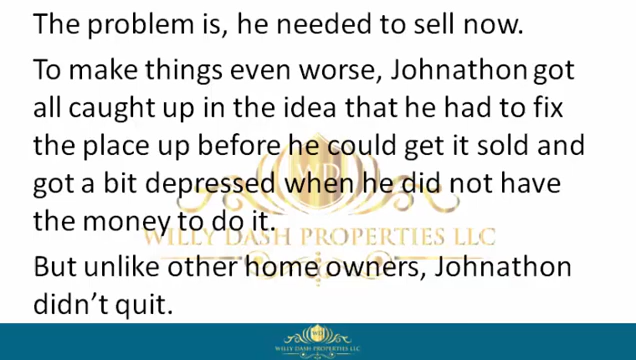 The problem is, he needed to sell now.
To make things even worse, Johnathon got
all caught up in the idea that he had to fix
the place up before he could get it sold and
got a bit depressed when he did not have
the money to do it.
WILLY DASH PROPERTIES LLC
But unlike other home owners, Johnathon
didn’t quit.
WILLY DASH PROPERTIES LLC